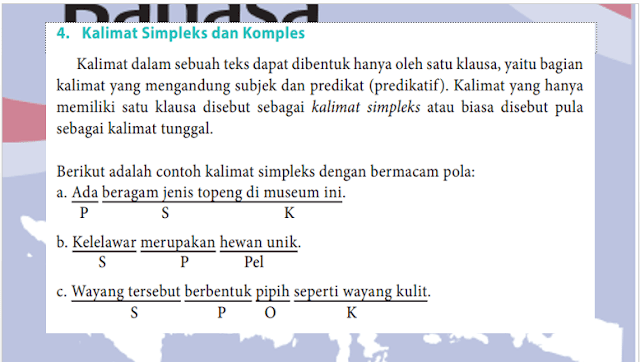 Bahasa
4. Kalimat Simpleks dan Komples
Kalimat dalam sebuah teks dapat dibentuk hanya oleh satu klausa, yaitu bagian
kalimat yang mengandung subjek dan predikat (predikatif). Kalimat yang hanya
memiliki satu klausa disebut sebagai kalimat simpleks atau biasa disebut pula
sebagai kalimat tunggal.
Berikut adalah contoh kalimat simpleks dengan bermacam pola:
a. Ada beragam jenis topeng di museum ini.
P S K
b. Kelelawar merupakan hewan unik.
S P Pel
c. Wayang tersebut berbentuk pipih seperti wayang kulit.
S P O K